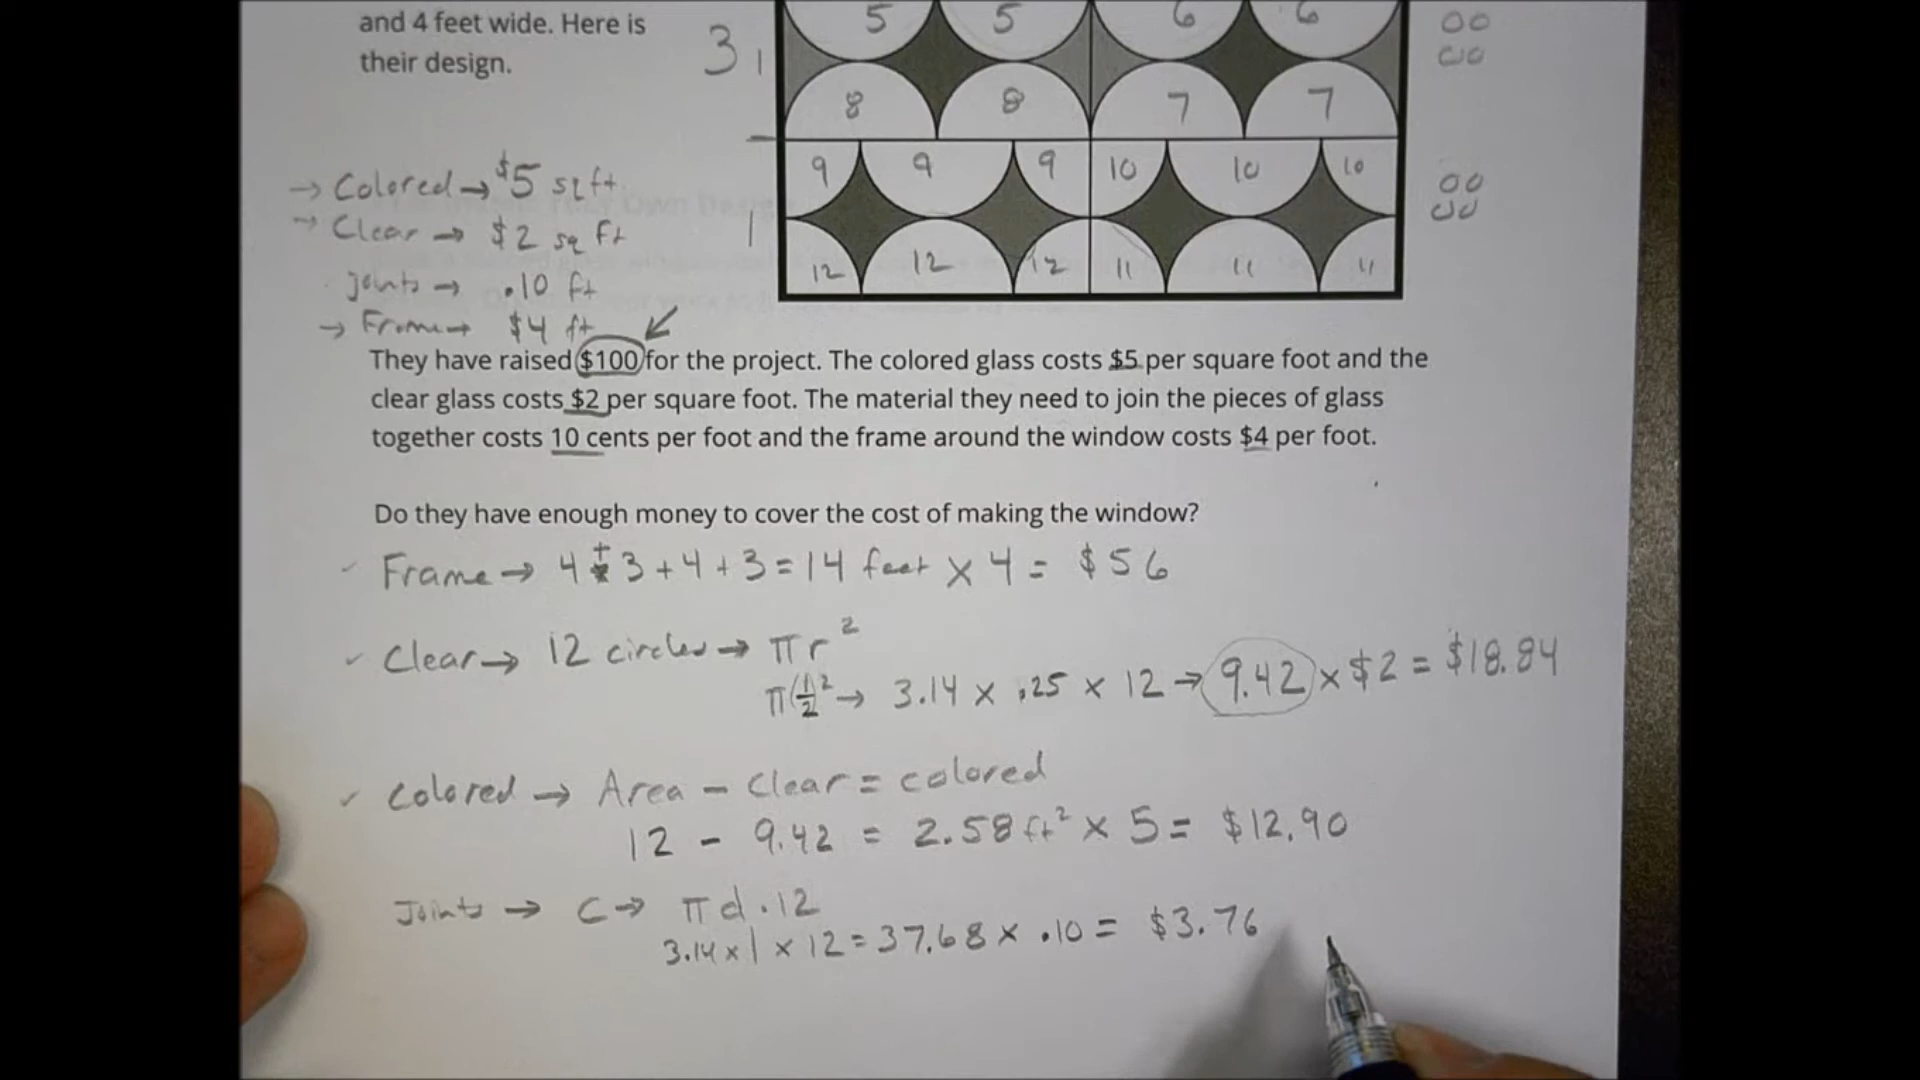 and 4 feet wide. Here is
their design.
3 1
5 5 6 6
8 8 7 7
00
00
9 9 9 10 10 10
12 12 12 11 11 11
1
00
00
→ Colored → $5 sqft
→ Clear → $2 sq ft
Joints → .10 ft
→ Frame → $4 ft
They have raised $100 for the project. The colored glass costs $5 per square foot and the
clear glass costs $2 per square foot. The material they need to join the pieces of glass
together costs 10 cents per foot and the frame around the window costs $4 per foot.
Do they have enough money to cover the cost of making the window?
✓ Frame → 4 + 3 + 4 + 3 = 14 feet × 4 = $56
✓ Clear → 12 circles → πr²
π(1/2)² → 3.14 × .25 × 12 → 9.42 × $2 = $18.84
✓ Colored → Area - Clear = colored
12 - 9.42 = 2.58 ft² × 5 = $12.90
Joints → C → πd·12
3.14 × 1 × 12 = 37.68 × .10 = $3.76